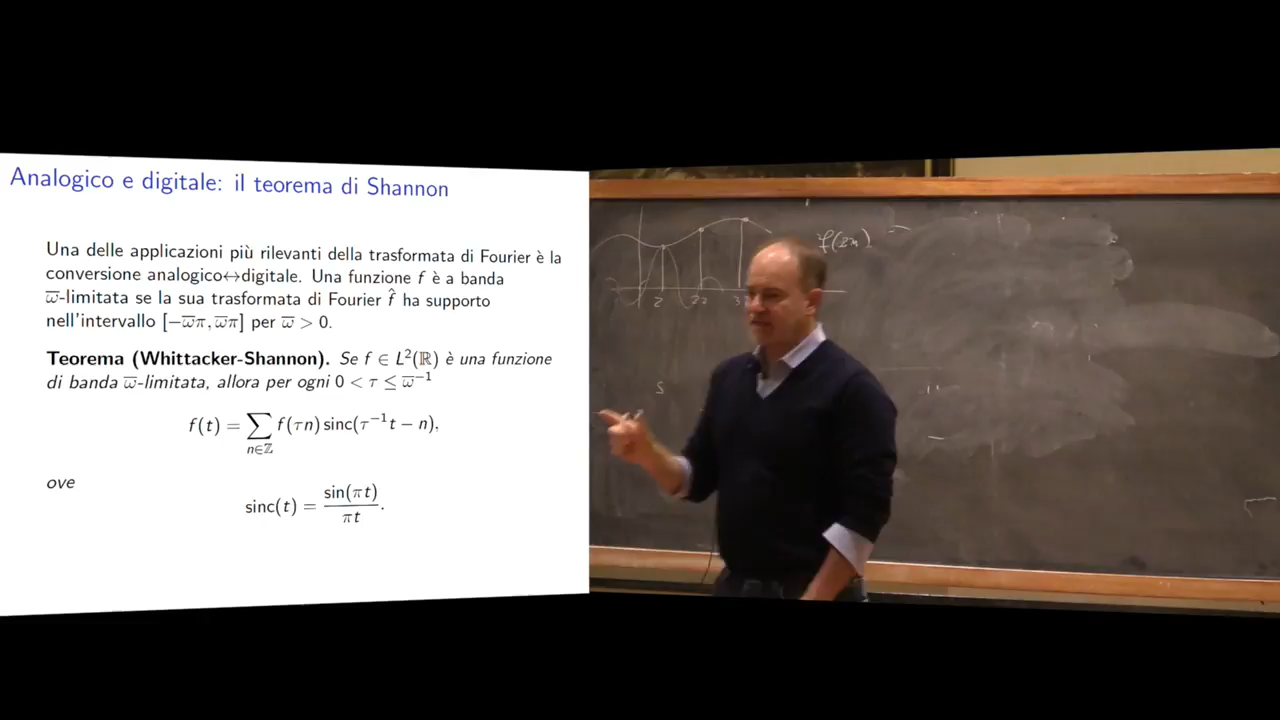 Analogico e digitale: il teorema di Shannon
Una delle applicazioni più rilevanti della trasformata di Fourier è la
conversione analogico↔digitale. Una funzione f è a banda
ω̅-limitata se la sua trasformata di Fourier f̂ ha supporto
nell'intervallo [−ω̅π, ω̅π] per ω̅ > 0.
Teorema (Whittacker-Shannon). Se f ∈ L²(ℝ) è una funzione
di banda ω̅-limitata, allora per ogni 0 < τ ≤ ω̅⁻¹
f(t) = ∑ f(τn) sinc(τ⁻¹t − n),
n∈ℤ
ove
sinc(t) = sin(πt)
πt .